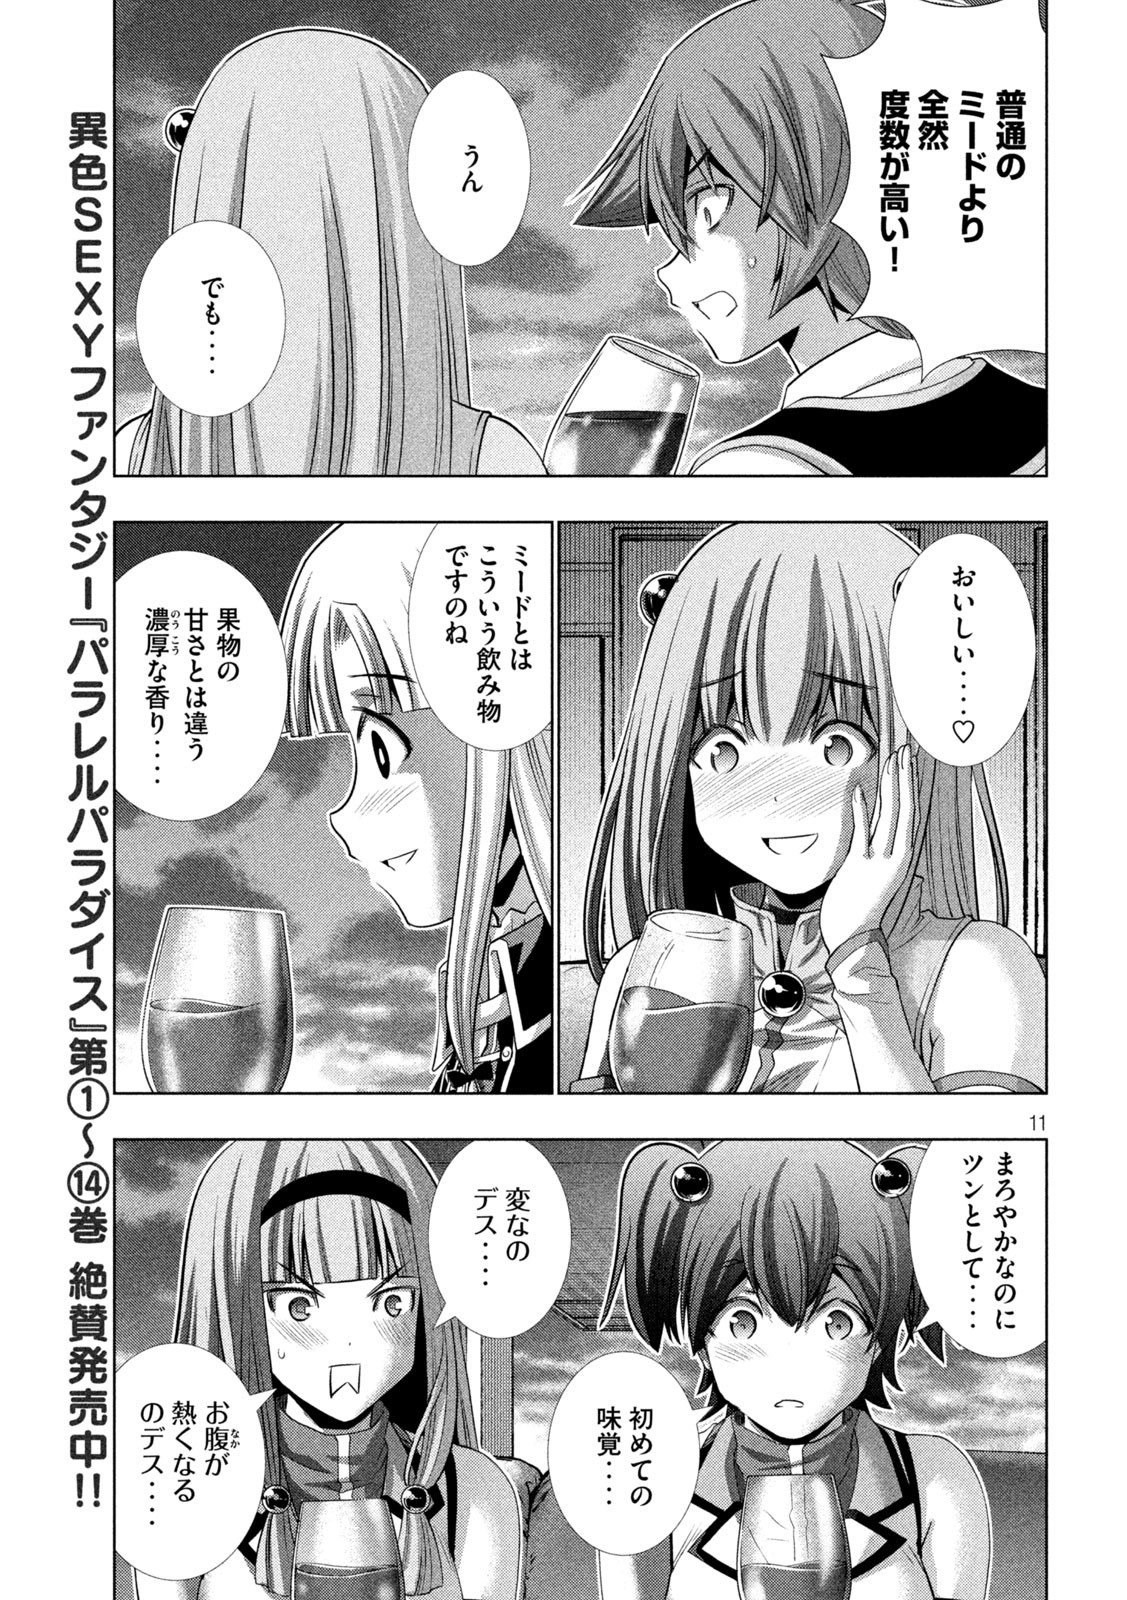 普通の
ミードより
全然
度数が高い！
うん
でも‥‥
おいしい‥‥♡
ミードとは
こういう飲み物
ですのね
果物の
甘さとは違う
濃厚な香り‥‥
のうこう
11
まろやかなのに
ツンとして‥‥
初めての
味覚‥‥
変なの
デス‥‥
お腹が
なか
熱くなる
のデス‥‥
異色SEXYファンタジー『パラレルパラダイス』第①～⑭巻 絶賛発売中!!